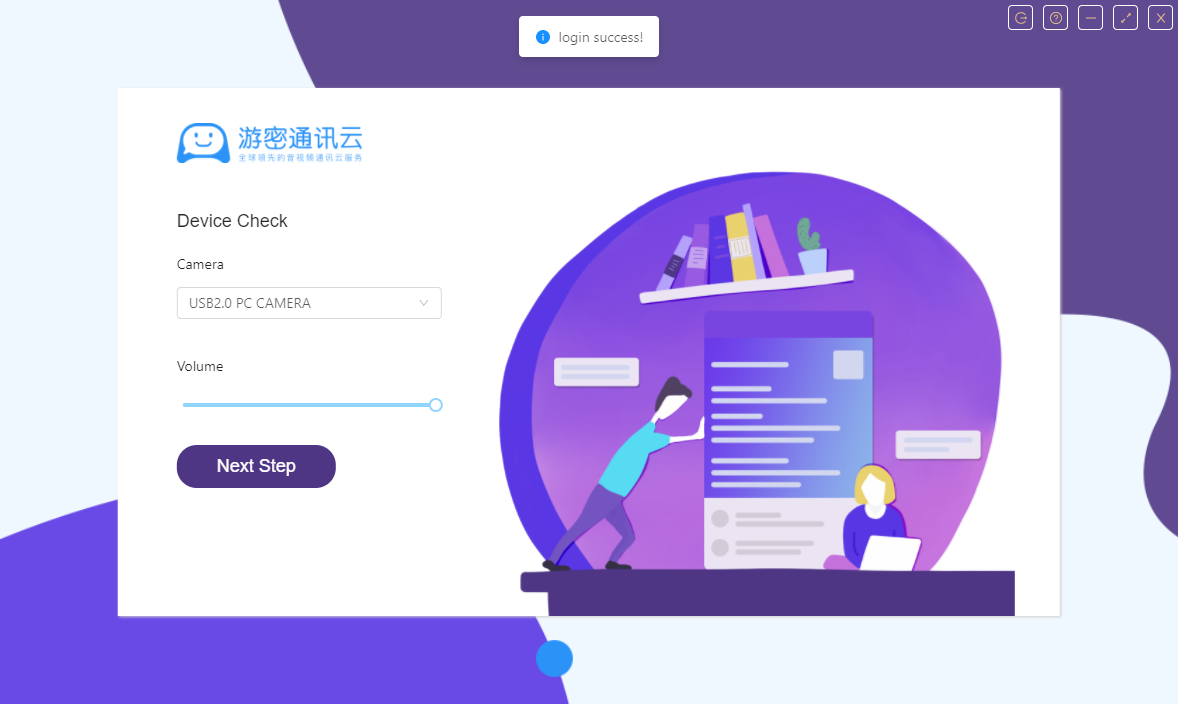 login success!
游密通讯云
全球领先的音视频通讯云服务
Device Check
Camera
USB2.0 PC CAMERA
Volume
Next Step